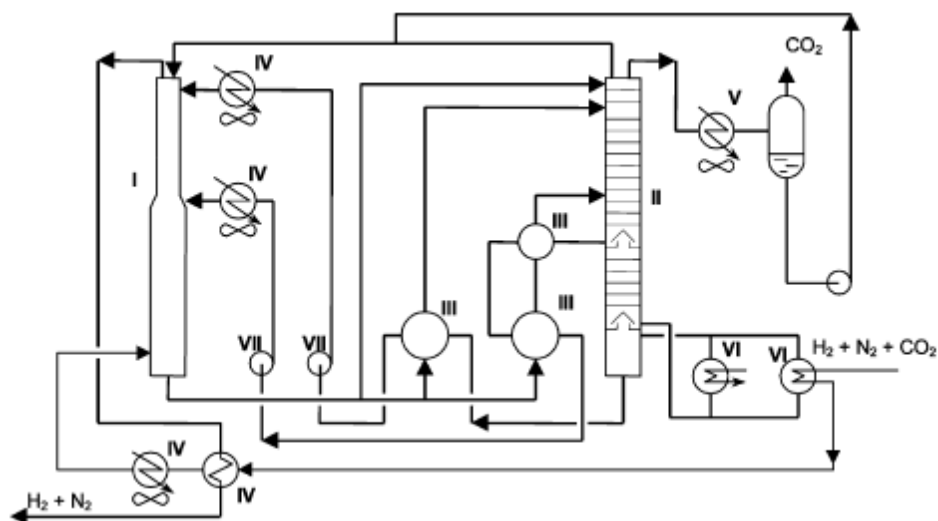 CO₂
IV
V
I
IV
II
III
III
III
VII
VII
VI
VI
H₂ + N₂ + CO₂
IV
IV
H₂ + N₂